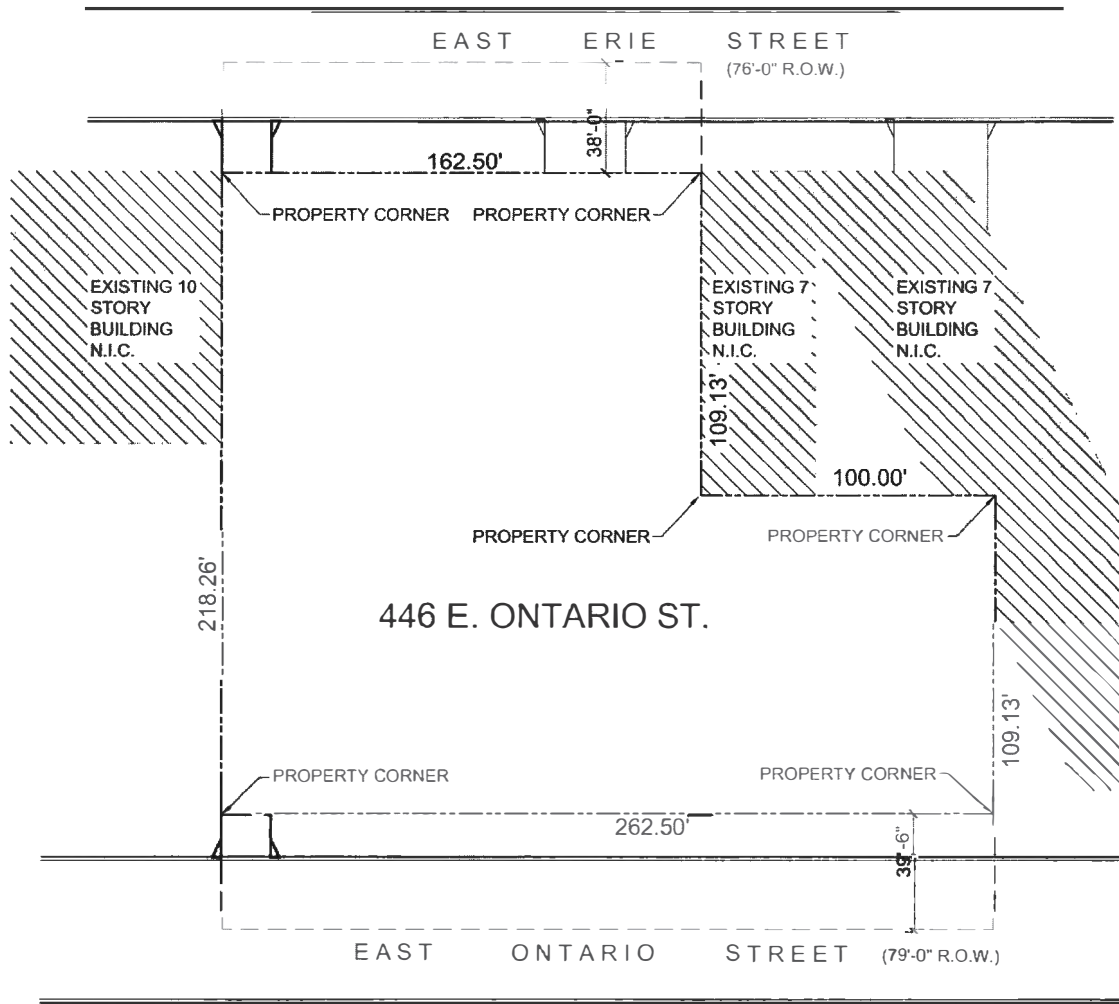 EAST ERIE STREET
(76'-0" R.O.W.)
38'-0"
162.50'
PROPERTY CORNER
PROPERTY CORNER
EXISTING 10
STORY
BUILDING
N.I.C.
EXISTING 7
STORY
BUILDING
N.I.C.
EXISTING 7
STORY
BUILDING
N.I.C.
109.13'
100.00'
PROPERTY CORNER
PROPERTY CORNER
218.26'
446 E. ONTARIO ST.
109.13'
PROPERTY CORNER
PROPERTY CORNER
262.50'
39'-6"
EAST ONTARIO STREET
(79'-0" R.O.W.)